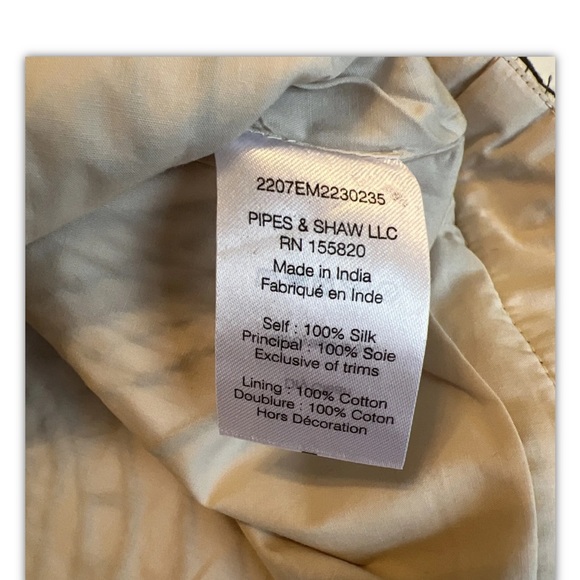 2207EM2230235
PIPES & SHAW LLC
RN 155820
Made in India
Fabriqué en Inde
Self : 100% Silk
Principal : 100% Soie
Exclusive of trims
Lining : 100% Cotton
Doublure : 100% Coton
Hors Décoration